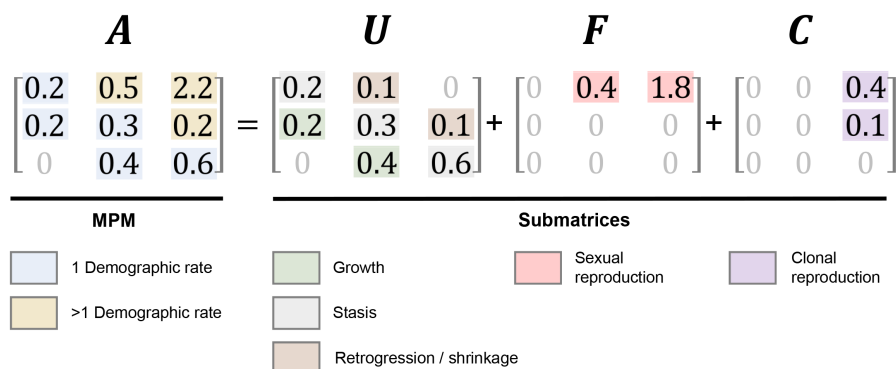 A U F C
0.2 0.5 2.2 0.2 0.1 0 0 0.4 1.8 0 0 0.4
0.2 0.3 0.2 = 0.2 0.3 0.1 + 0 0 0 + 0 0 0.1
0 0.4 0.6 0 0.4 0.6 0 0 0 0 0 0
MPM Submatrices
1 Demographic rate
>1 Demographic rate
Growth
Stasis
Retrogression / shrinkage
Sexual
reproduction
Clonal
reproduction